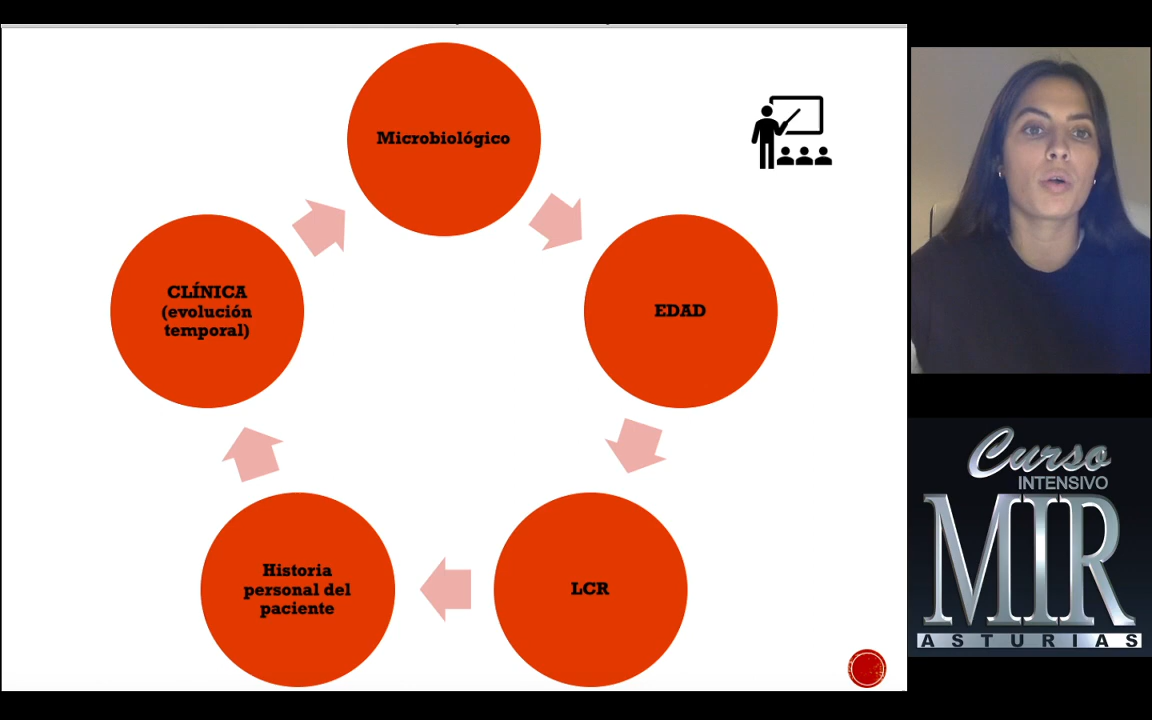 Microbiológico
EDAD
LCR
Historia
personal del
paciente
CLÍNICA
(evolución
temporal)
Curso
INTENSIVO
MIR
ASTURIAS